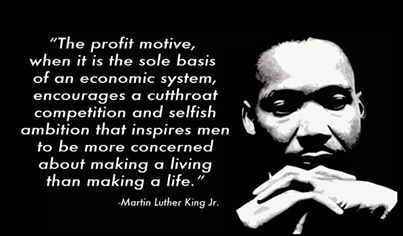 “The profit motive,
when it is the sole basis
of an economic system,
encourages a cutthroat
competition and selfish
ambition that inspires men
to be more concerned
about making a living
than making a life.”
-Martin Luther King Jr.